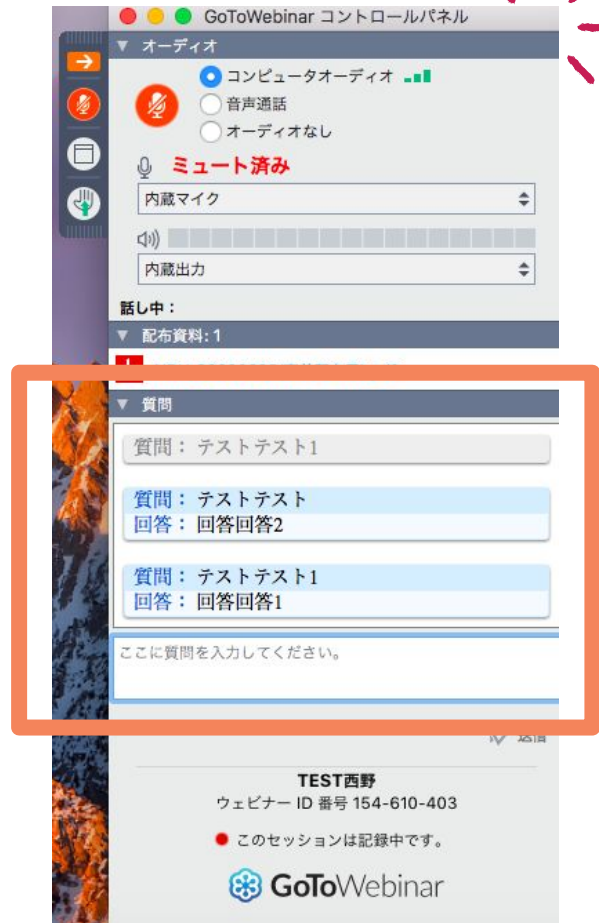 GoToWebinar コントロールパネル
▼ オーディオ
コンピュータオーディオ
音声通話
オーディオなし
ミュート済み
内蔵マイク
内蔵出力
話し中：
▼ 配布資料: 1
▼ 質問
質問： テストテスト1
質問： テストテスト
回答： 回答回答2
質問： テストテスト1
回答： 回答回答1
ここに質問を入力してください。
送信
TEST西野
ウェビナー ID 番号 154-610-403
このセッションは記録中です。
GoToWebinar